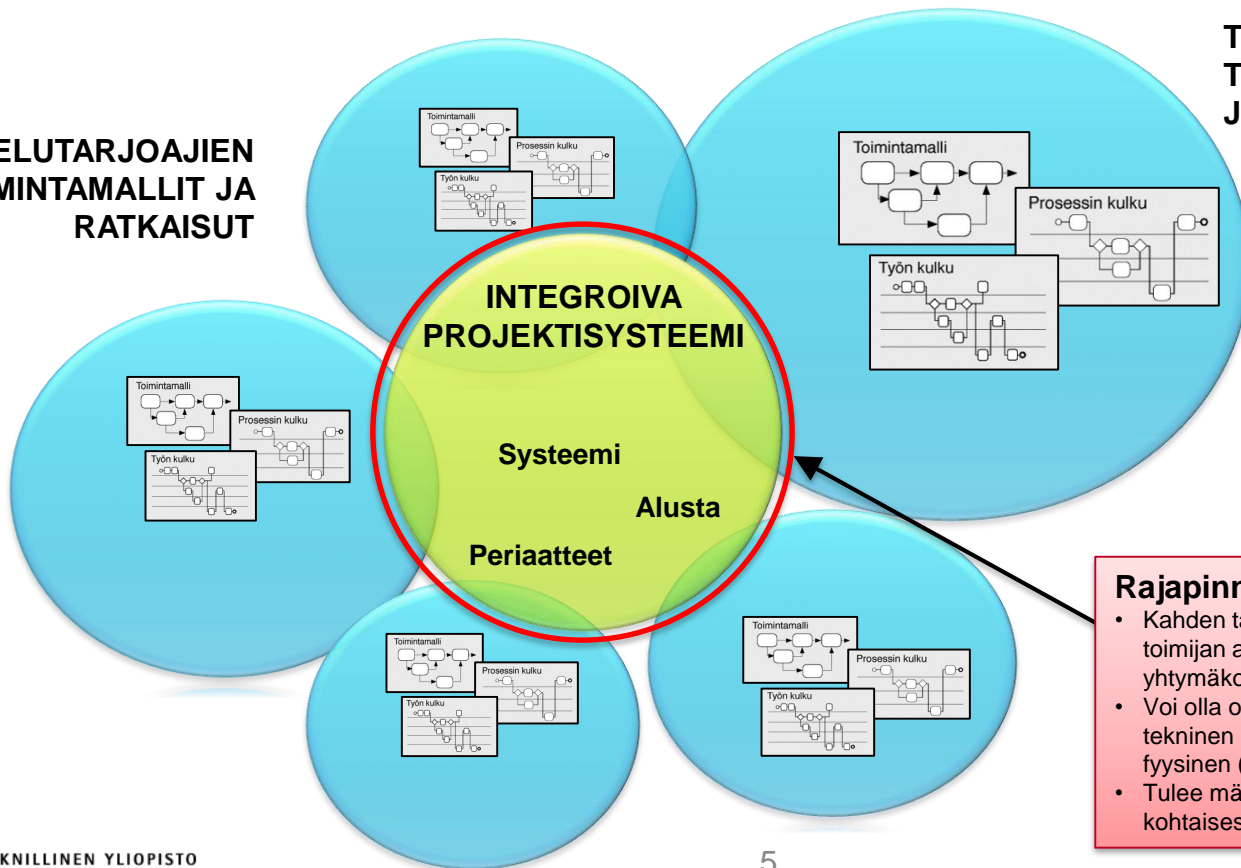 ELUTARJOAJIEN
MINTAMALLIT JA
RATKAISUT
T
T
J
Toimintamalli
Prosessin kulku
Työn kulku
Toimintamalli
Prosessin kulku
Työn kulku
INTEGROIVA
PROJEKTISYSTEEMI
Toimintamalli
Prosessin kulku
Työn kulku
Systeemi
Alusta
Periaatteet
Toimintamalli
Prosessin kulku
Työn kulku
Toimintamalli
Prosessin kulku
Työn kulku
Rajapinn
• Kahden ta
toimijan a
yhtymäko
• Voi olla o
tekninen
fyysinen (
• Tulee mä
kohtaises
KNILLINEN YLIOPISTO
5